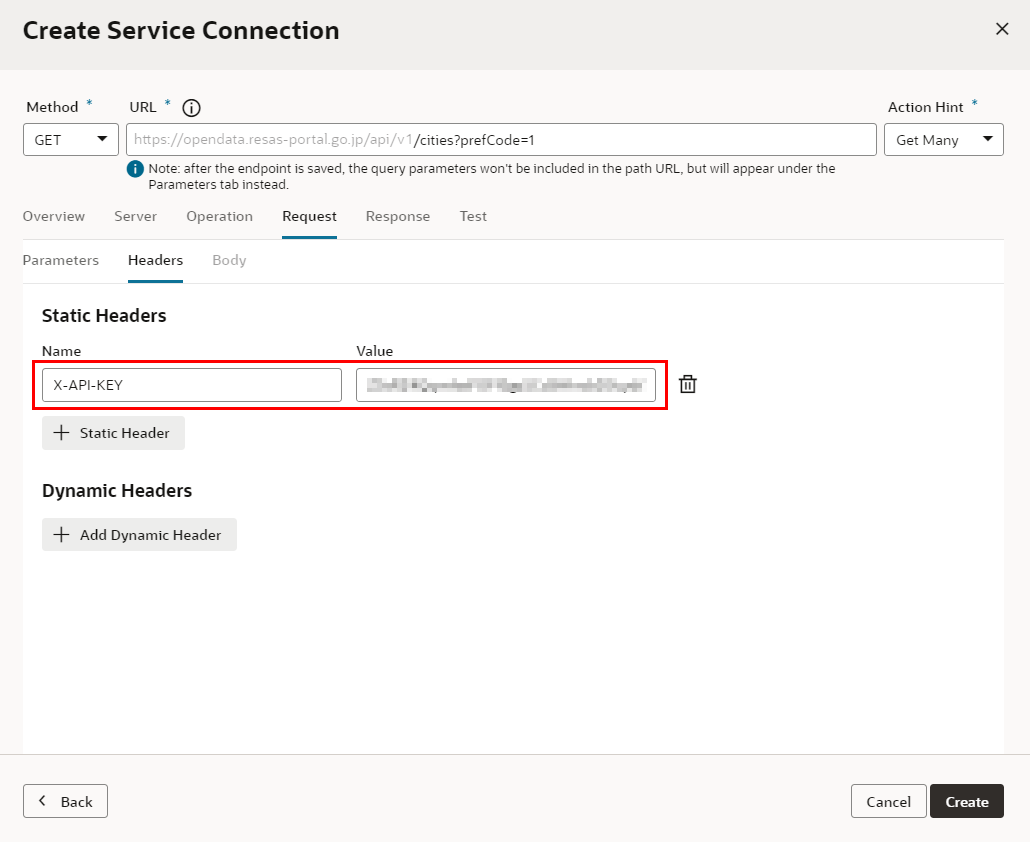 Create Service Connection
Method * URL * Action Hint *
GET https://opendata.resas-portal.go.jp/api/v1/cities?prefCode=1 Get Many
Note: after the endpoint is saved, the query parameters won't be included in the path URL, but will appear under the
Parameters tab instead.
Overview Server Operation Request Response Test
Parameters Headers Body
Static Headers
Name Value
X-API-KEY
+ Static Header
Dynamic Headers
+ Add Dynamic Header
Back Cancel Create